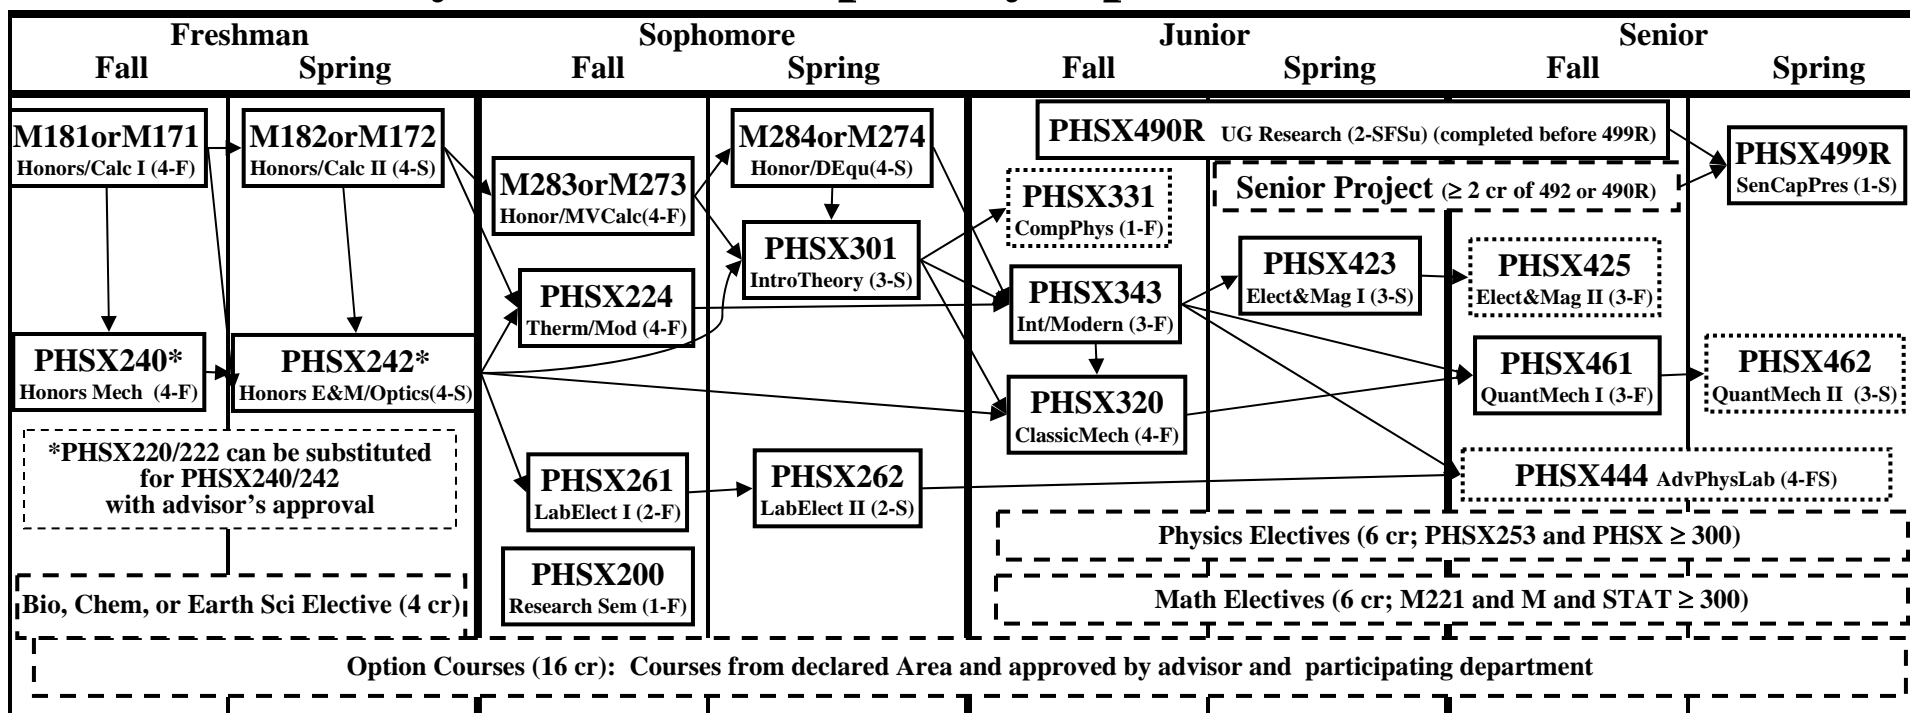 Freshman
Sophomore
Junior
Senior
Fall
Spring
Fall
Spring
Fall
Spring
Fall
Spring
M181orM171
Honors/Calc I (4-F)
M182orM172
Honors/Calc II (4-S)
M283orM273
Honor/MVCalc(4-F)
M284orM274
Honor/DEqu(4-S)
PHSX490R UG Research (2-SFSu) (completed before 499R)
PHSX499R
SenCapPres (1-S)
Senior Project (≥ 2 cr of 492 or 490R)
PHSX331
CompPhys (1-F)
PHSX301
IntroTheory (3-S)
PHSX224
Therm/Mod (4-F)
PHSX343
Int/Modern (3-F)
PHSX423
Elect&Mag I (3-S)
PHSX425
Elect&Mag II (3-F)
PHSX240*
Honors Mech (4-F)
PHSX242*
Honors E&M/Optics(4-S)
PHSX320
ClassicMech (4-F)
PHSX461
QuantMech I (3-F)
PHSX462
QuantMech II (3-S)
*PHSX220/222 can be substituted
for PHSX240/242
with advisor's approval
PHSX261
LabElect I (2-F)
PHSX262
LabElect II (2-S)
PHSX444 AdvPhysLab (4-FS)
Physics Electives (6 cr; PHSX253 and PHSX ≥ 300)
PHSX200
Research Sem (1-F)
Bio, Chem, or Earth Sci Elective (4 cr)
Math Electives (6 cr; M221 and M and STAT ≥ 300)
Option Courses (16 cr): Courses from declared Area and approved by advisor and participating department